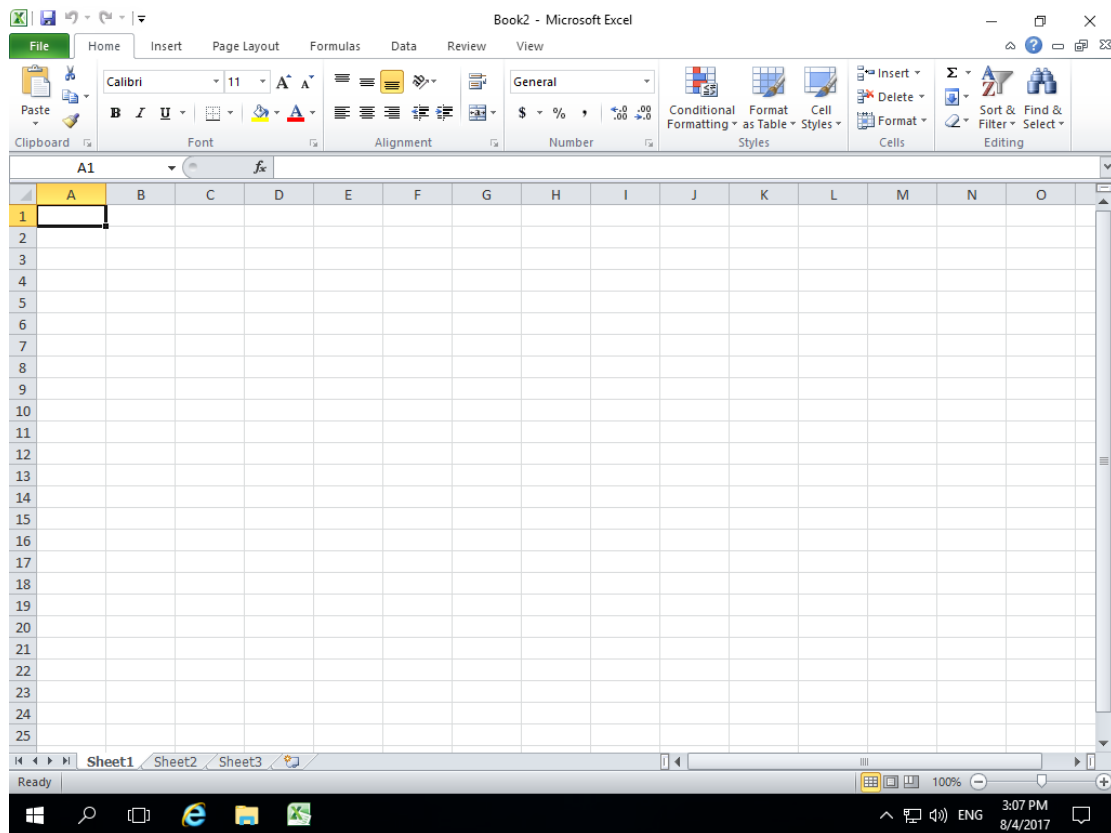 Book2 - Microsoft Excel
File Home Insert Page Layout Formulas Data Review View
Calibri 11 General
Insert
Delete
Format
Paste
B I U A $ % ,
Conditional Formatting
Format as Table
Cell Styles
Sort & Filter
Find & Select
Clipboard Font Alignment Number Styles Cells Editing
A1 fx
A B C D E F G H I J K L M N O
1
2
3
4
5
6
7
8
9
10
11
12
13
14
15
16
17
18
19
20
21
22
23
24
25
Sheet1 Sheet2 Sheet3
Ready 100%
ENG
3:07 PM
8/4/2017